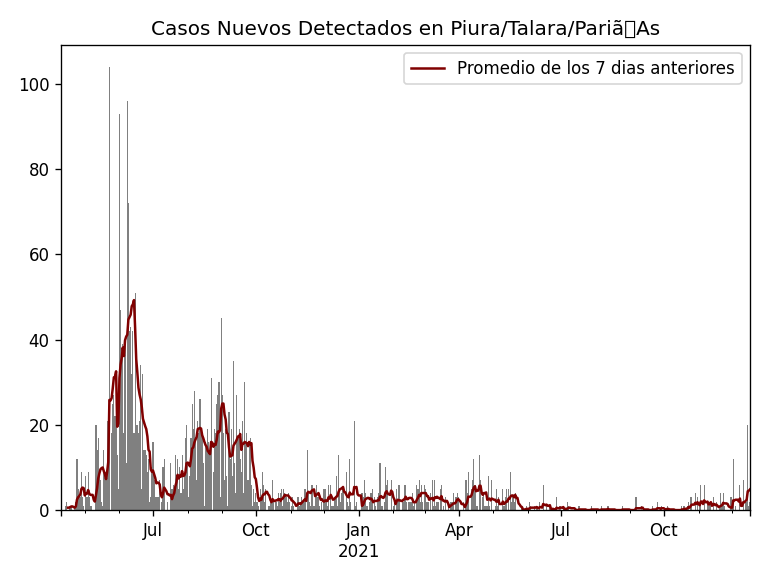 Casos Nuevos Detectados en Piura/Talara/Pariã□As
Promedio de los 7 dias anteriores
100
80
60
40
20
0
Jul Oct Jan Apr Jul Oct
2021